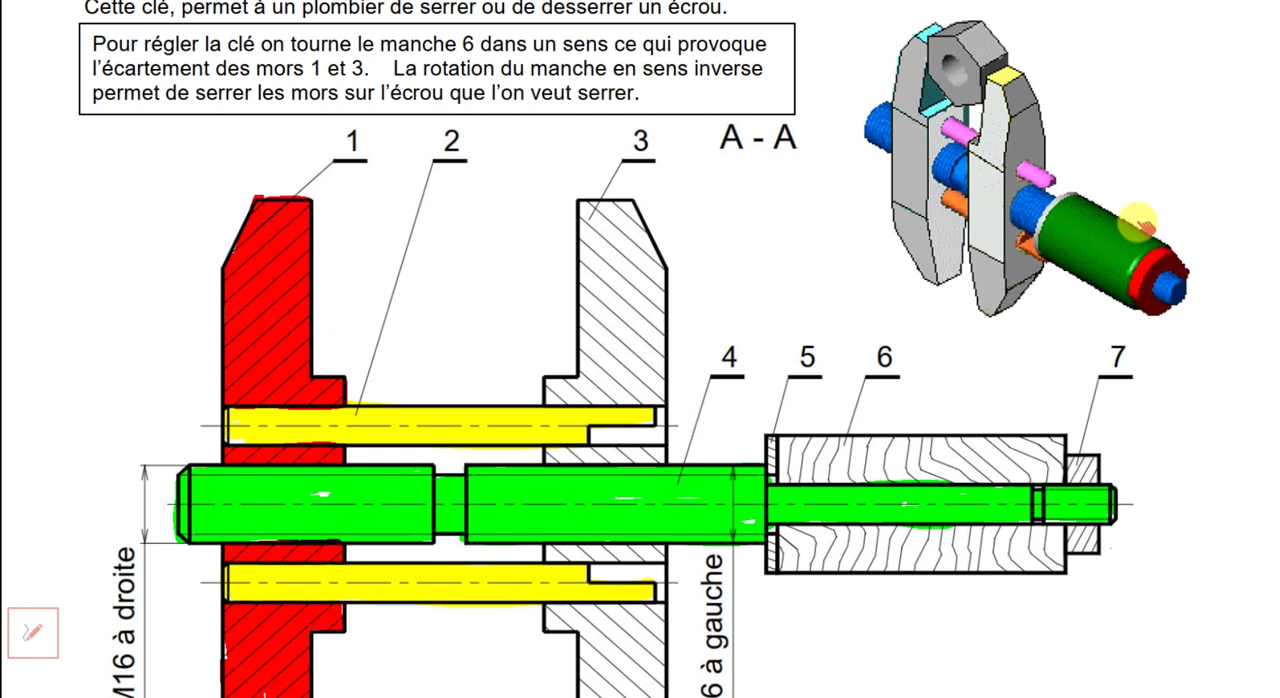 Cette clé, permet à un plombier de serrer ou de desserrer un écrou.
Pour régler la clé on tourne le manche 6 dans un sens ce qui provoque
l’écartement des mors 1 et 3. La rotation du manche en sens inverse
permet de serrer les mors sur l’écrou que l’on veut serrer.
A - A
1
2
3
4
5
6
7
M16 à droite
6 à gauche